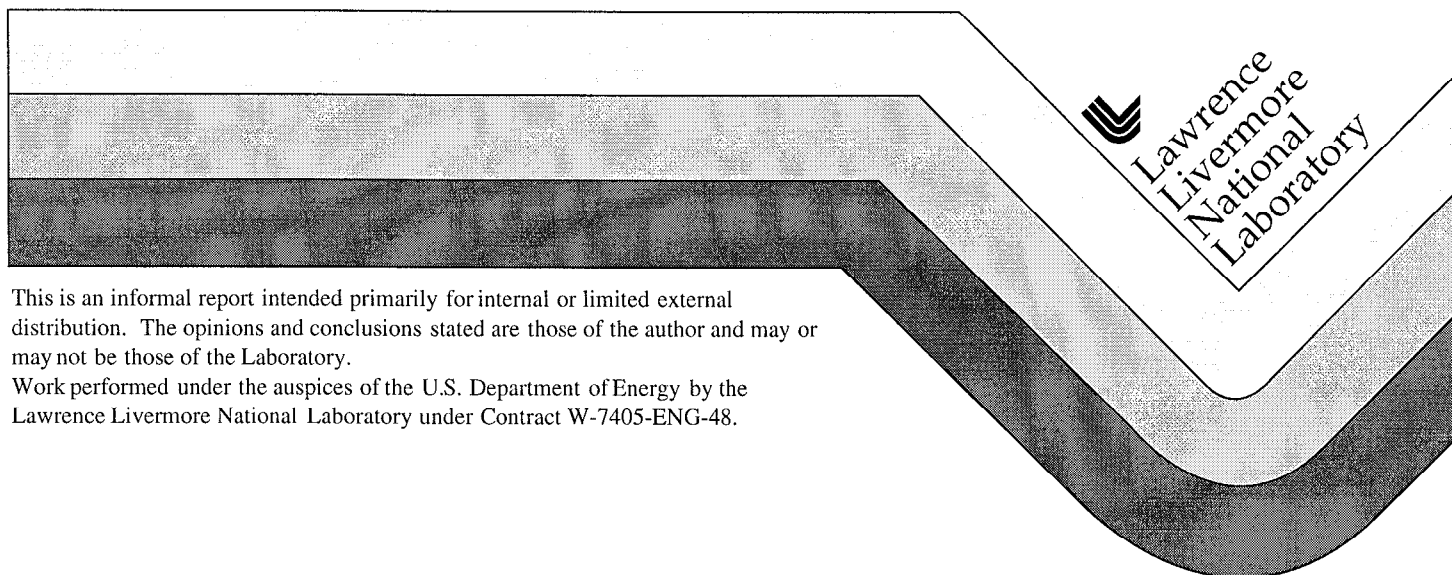 Lawrence
Livermore
National
Laboratory
This is an informal report intended primarily for internal or limited external
distribution. The opinions and conclusions stated are those of the author and may or
may not be those of the Laboratory.
Work performed under the auspices of the U.S. Department of Energy by the
Lawrence Livermore National Laboratory under Contract W-7405-ENG-48.